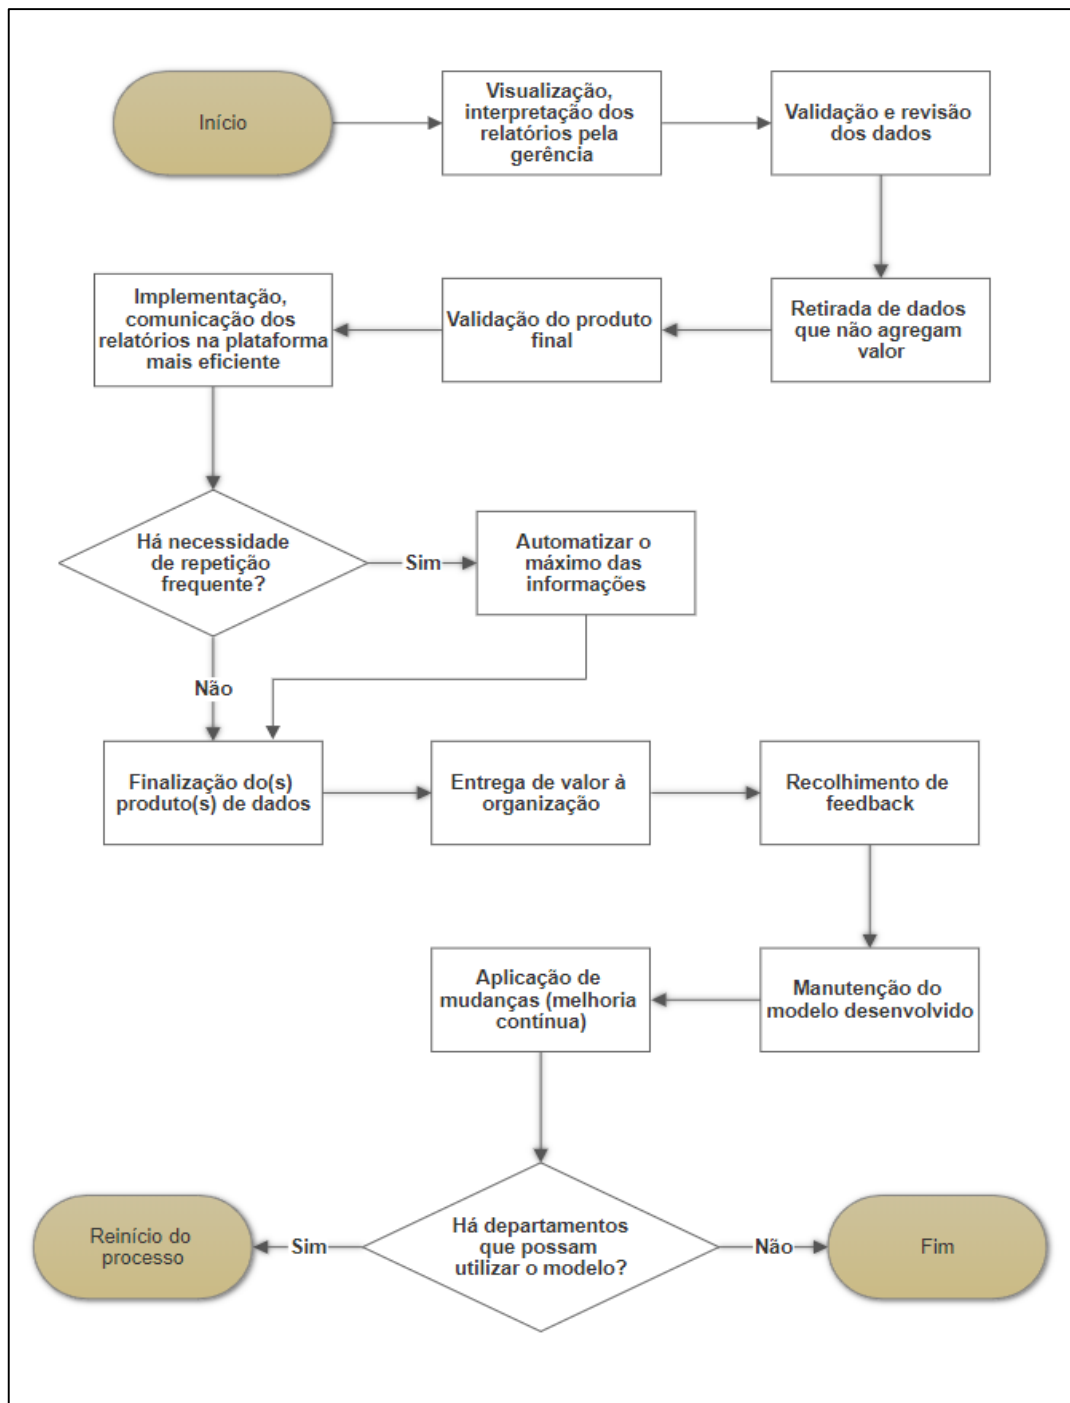 Início
Visualização,
interpretação dos
relatórios pela
gerência
Validação e revisão
dos dados
Implementação,
comunicação dos
relatórios na plataforma
mais eficiente
Validação do produto
final
Retirada de dados
que não agregam
valor
Há necessidade
de repetição
frequente?
Sim
Automatizar o
máximo das
informações
Não
Finalização do(s)
produto(s) de dados
Entrega de valor à
organização
Recolhimento de
feedback
Aplicação de
mudanças (melhoria
contínua)
Manutenção do
modelo desenvolvido
Reinício do
processo
Sim
Há departamentos
que possam
utilizar o modelo?
Não
Fim